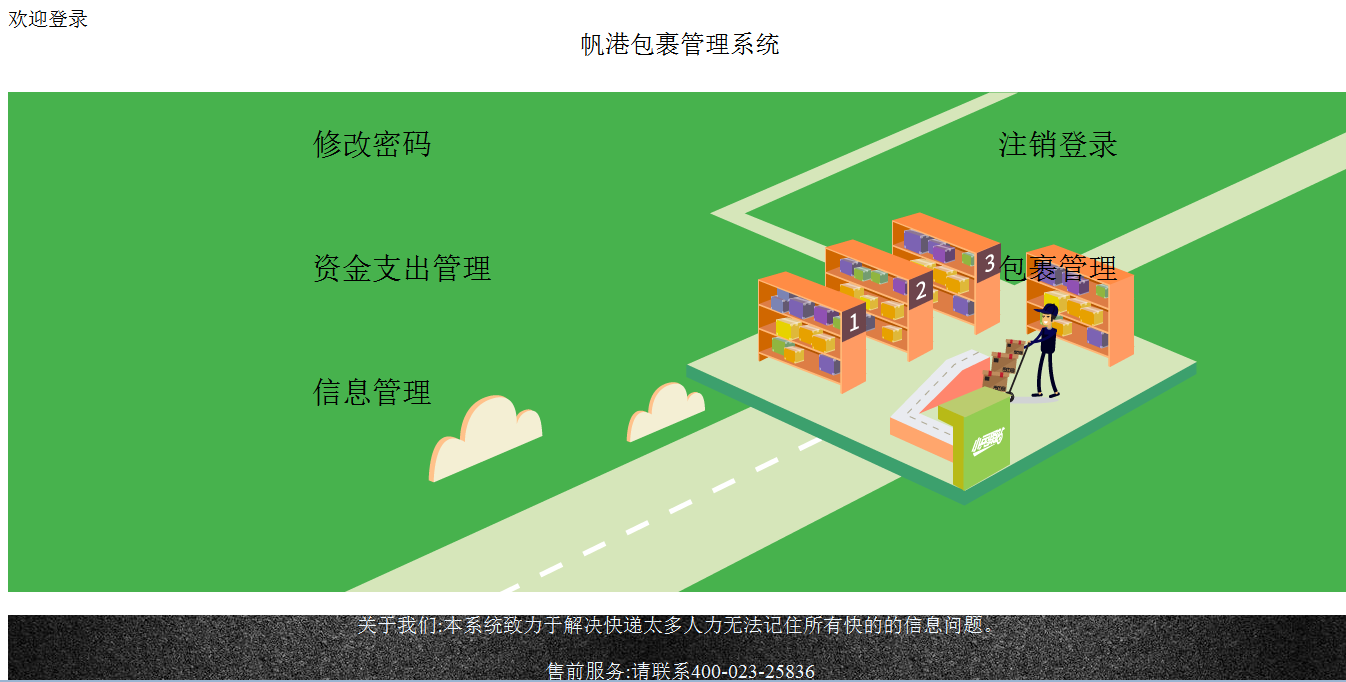 欢迎登录
帆港包裹管理系统
修改密码 注销登录
3
资金支出管理 包裹管理
2
1
信息管理
关于我们:本系统致力于解决快递太多人力无法记住所有快的的信息问题。
售前服务:请联系400-023-25836